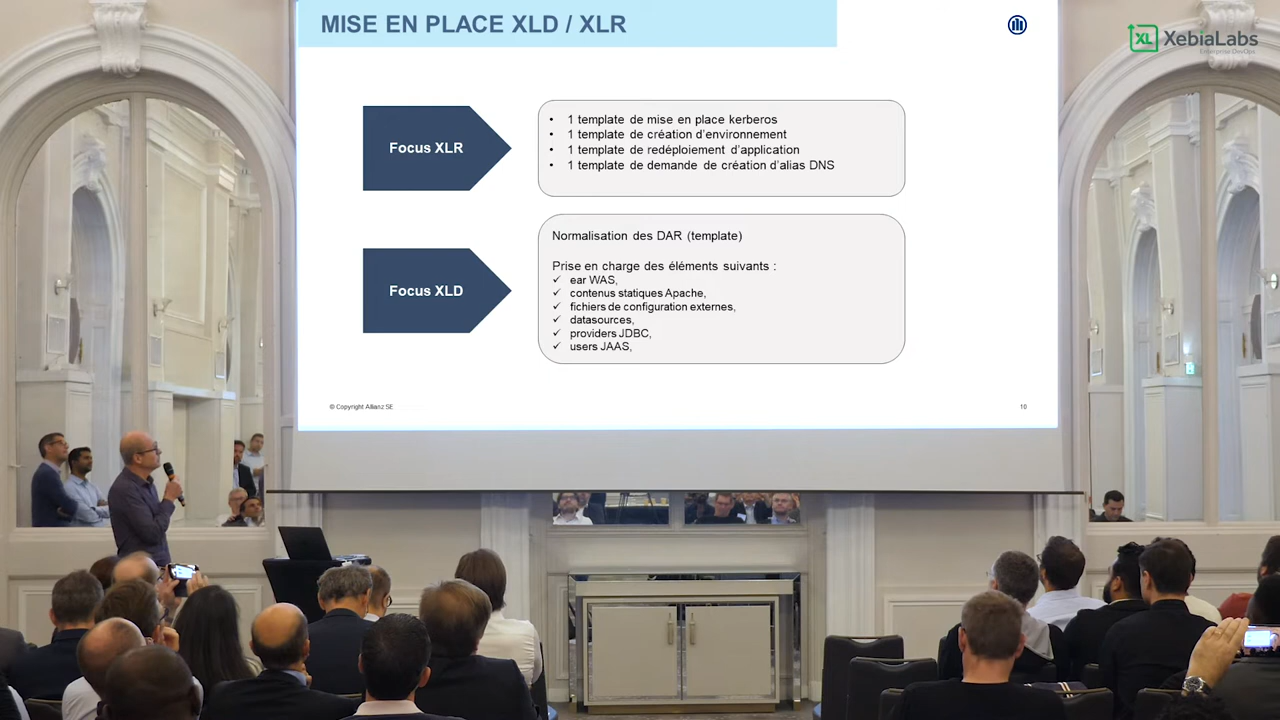 MISE EN PLACE XLD / XLR
XL XebiaLabs
Enterprise DevOps
Focus XLR
• 1 template de mise en place kerberos
• 1 template de création d'environnement
• 1 template de redéploiement d'application
• 1 template de demande de création d'alias DNS
Focus XLD
Normalisation des DAR (template)
Prise en charge des éléments suivants :
✓ ear WAS,
✓ contenus statiques Apache,
✓ fichiers de configuration externes,
✓ datasources,
✓ providers JDBC,
✓ users JAAS,
© Copyright Allianz SE
10